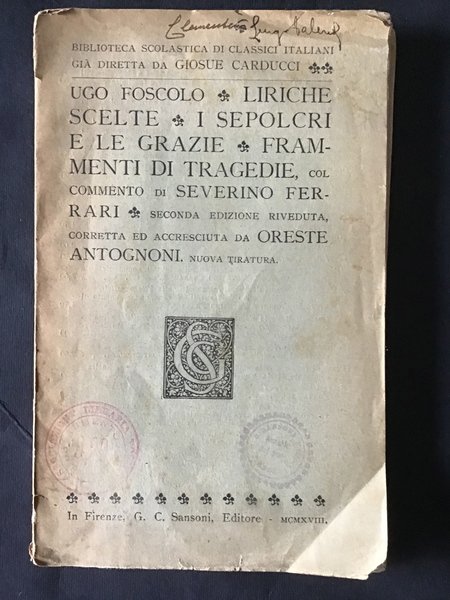 BIBLIOTECA SCOLASTICA DI CLASSICI ITALIANI
GIÀ DIRETTA DA GIOSUE CARDUCCI
UGO FOSCOLO LIRICHE
SCELTE I SEPOLCRI
E LE GRAZIE FRAM-
MENTI DI TRAGEDIE, COL
COMMENTO DI SEVERINO FER-
RARI SECONDA EDIZIONE RIVEDUTA,
CORRETTA ED ACCRESCIUTA DA ORESTE
ANTOGNONI. NUOVA TIRATURA.
In Firenze, G. C. Sansoni, Editore - MCMXVIII.